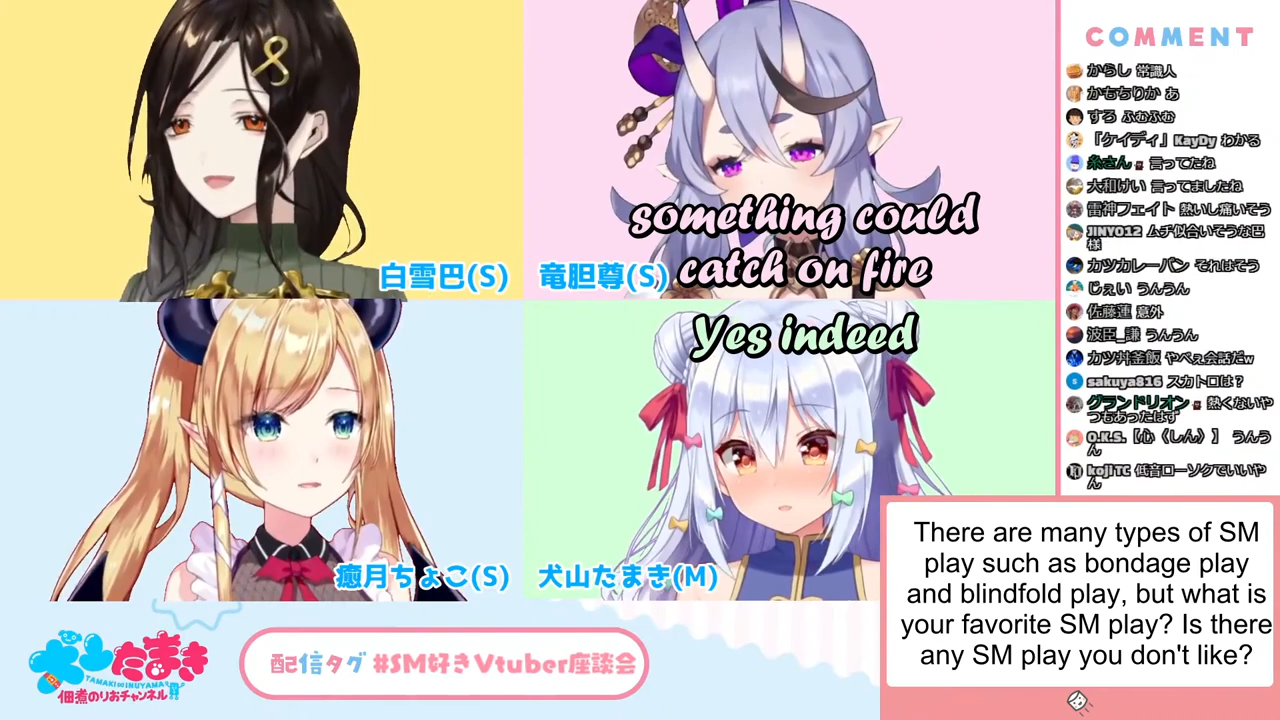 白雪巴(S)
竜胆尊(S)
something could
catch on fire
Yes indeed
癒月ちょこ(S)
犬山たまき(M)
COMMENT
からし 常識人
かもちりか あ
すろ ふむふむ
「ケイディ」KayDy わかる
糸さん 言ってたね
大和けい 言ってましたね
雷神フェイト 熱いし痛いそう
JINYO12 ムチ似合いそうな巴
様
カツカレーパン それはそう
じぇい うんうん
佐藤蓮 意外
波臣_謙 うんうん
カツ丼釜飯 やべぇ会話だw
sakuya816 スカトロは？
グランドリオン 熱くないや
つもあったはず
O.K.S.【心〈しん〉】 うんう
ん
kojiTC 低音ローソクでいいや
ん
There are many types of SM
play such as bondage play
and blindfold play, but what is
your favorite SM play? Is there
any SM play you don't like?
犬山たまき
TAMAKI INUYAMA
佃煮のりおチャンネル
配信タグ #SM好きVtuber座談会